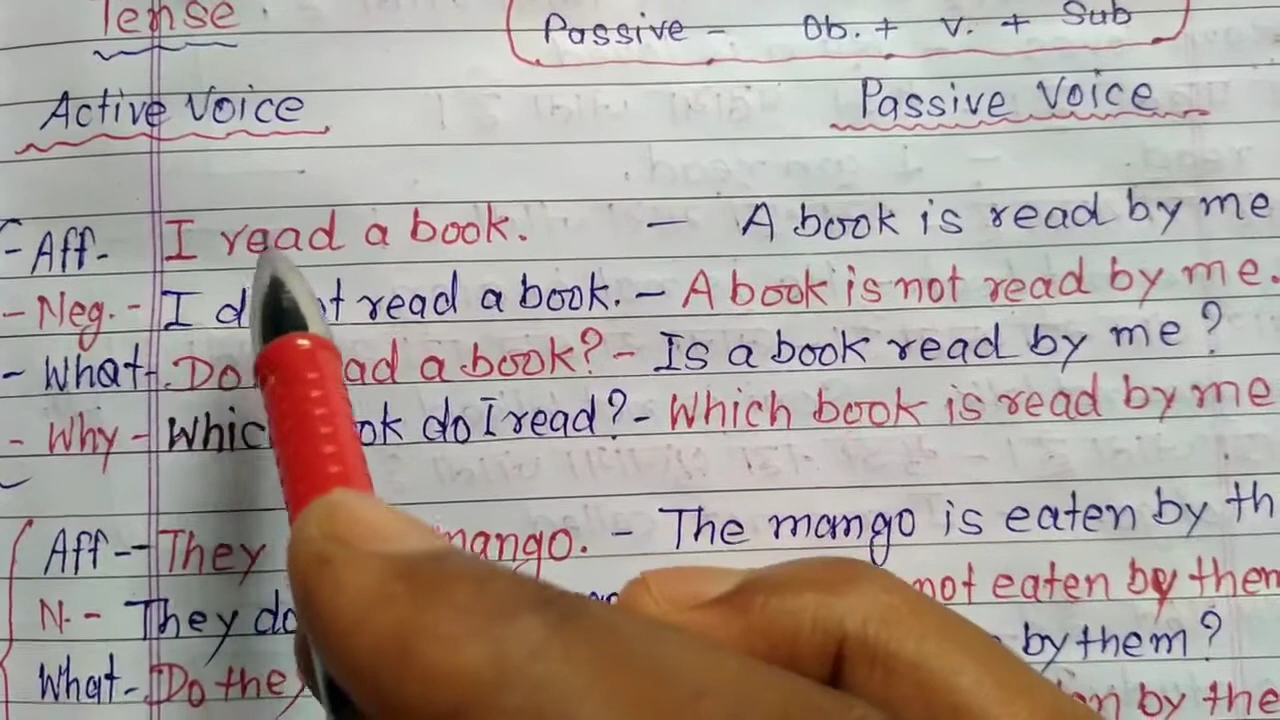 Tense
Passive - Ob. + v. + Sub
Active Voice Passive Voice
- Aff- I read a book. - A book is read by me
- Neg. - I d t read a book. - A book is not read by me.
- What - Do ad a book? - Is a book read by me?
- Why - Whic ok do I read? - Which book is read by me
Aff - They mango. - The mango is eaten by th
N. - They do not eaten by them
What - Do the by them?
en by the